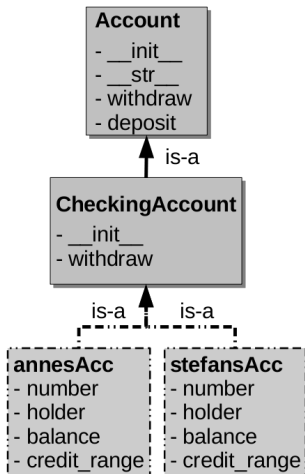 Account
- __init__
- __str__
- withdraw
- deposit
is-a
CheckingAccount
- __init__
- withdraw
is-a is-a
annesAcc
- number
- holder
- balance
- credit_range
stefansAcc
- number
- holder
- balance
- credit_range